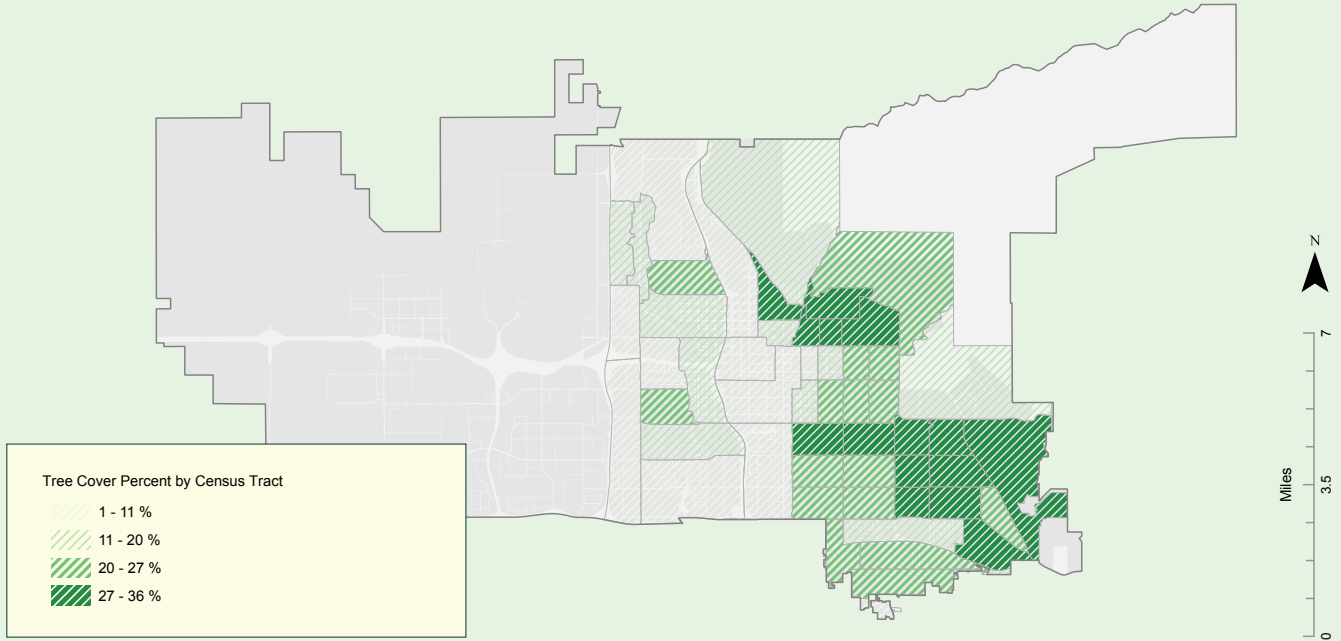 N
7
3.5
0
Miles
Tree Cover Percent by Census Tract
1 - 11 %
11 - 20 %
20 - 27 %
27 - 36 %